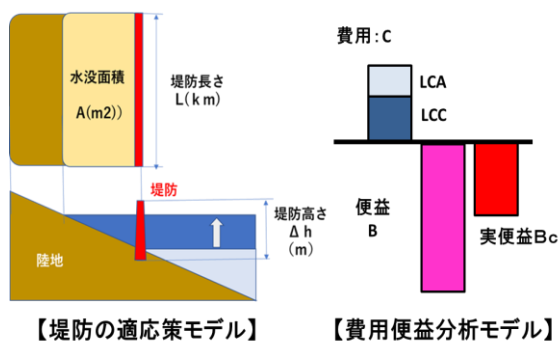 水没面積
A(m2))
堤防長さ
L(km)
堤防
堤防高さ
Δh
(m)
陸地
【堤防の適応策モデル】
費用:C
LCA
LCC
便益
B
実便益Bc
【費用便益分析モデル】